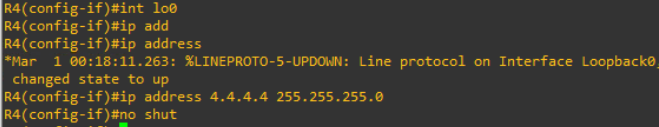 R4(config-if)#int lo0
R4(config-if)#ip add
R4(config-if)#ip address
*Mar  1 00:18:11.263: %LINEPROTO-5-UPDOWN: Line protocol on Interface Loopback0,
 changed state to up
R4(config-if)#ip address 4.4.4.4 255.255.255.0
R4(config-if)#no shut